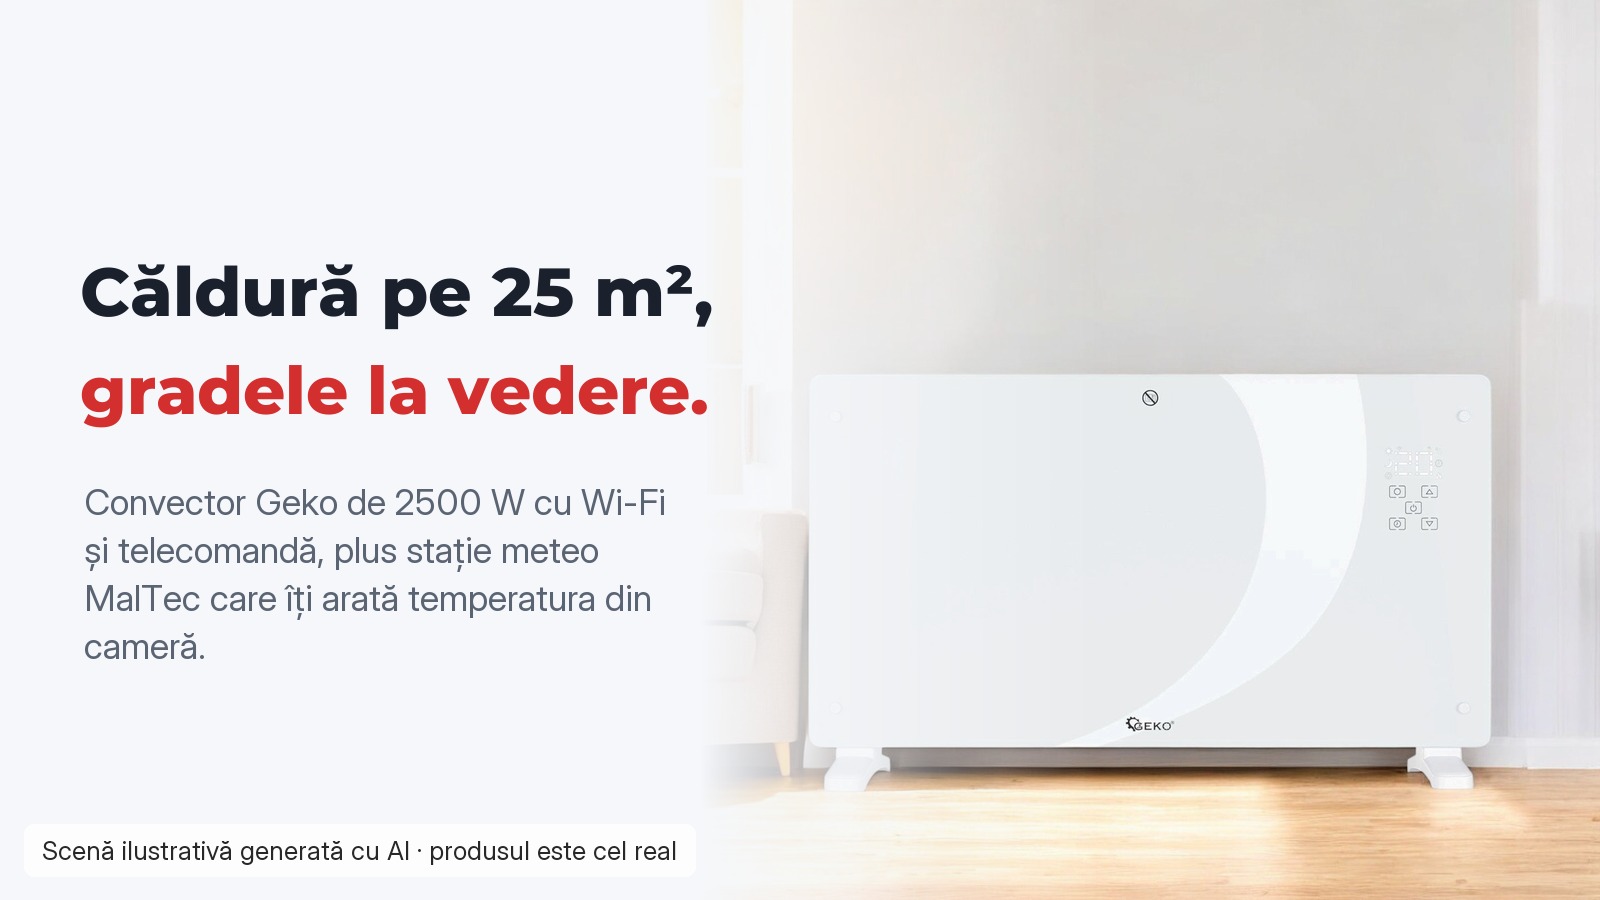 Căldură pe 25 m²,
gradele la vedere.
Convector Geko de 2500 W cu Wi-Fi
și telecomandă, plus stație meteo
MalTec care îți arată temperatura din
cameră.
GEKO®
Scenă ilustrativă generată cu AI · produsul este cel real